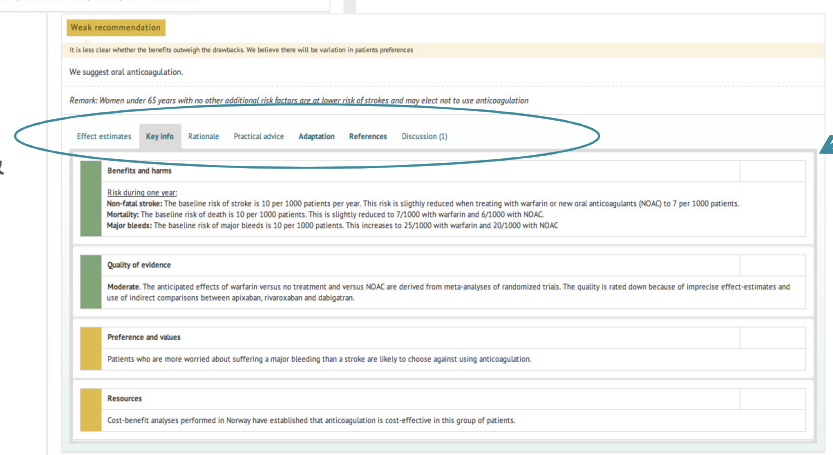 Weak recommendation
It is less clear whether the benefits outweigh the drawbacks. We believe there will be variation in patients preferences
We suggest oral anticoagulation.
Remark: Women under 65 years with no other additional risk factors are at lower risk of strokes and may elect not to use anticoagulation
Effect estimates Key info Rationale Practical advice Adaptation References Discussion (1)
Benefits and harms
Risk during one year:
Non-fatal stroke: The baseline risk of stroke is 10 per 1000 patients per year. This risk is sligthly reduced when treating with warfarin or new oral anticoagulants (NOAC) to 7 per 1000 patients.
Mortality: The baseline risk of death is 10 per 1000 patients. This is slightly reduced to 7/1000 with warfarin and 6/1000 with NOAC.
Major bleeds: The baseline risk of major bleeds is 10 per 1000 patients. This increases to 25/1000 with warfarin and 20/1000 with NOAC
Quality of evidence
Moderate. The anticipated effects of warfarin versus no treatment and versus NOAC are derived from meta-analyses of randomized trials. The quality is rated down because of imprecise effect-estimates and
use of indirect comparisons between apixaban, rivaroxaban and dabigatran.
Preference and values
Patients who are more worried about suffering a major bleeding than a stroke are likely to choose against using anticoagulation.
Resources
Cost-benefit analyses performed in Norway have established that anticoagulation is cost-effective in this group of patients.